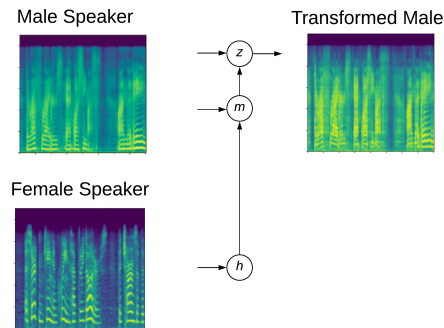 Male Speaker
Transformed Male
z
m
Female Speaker
h